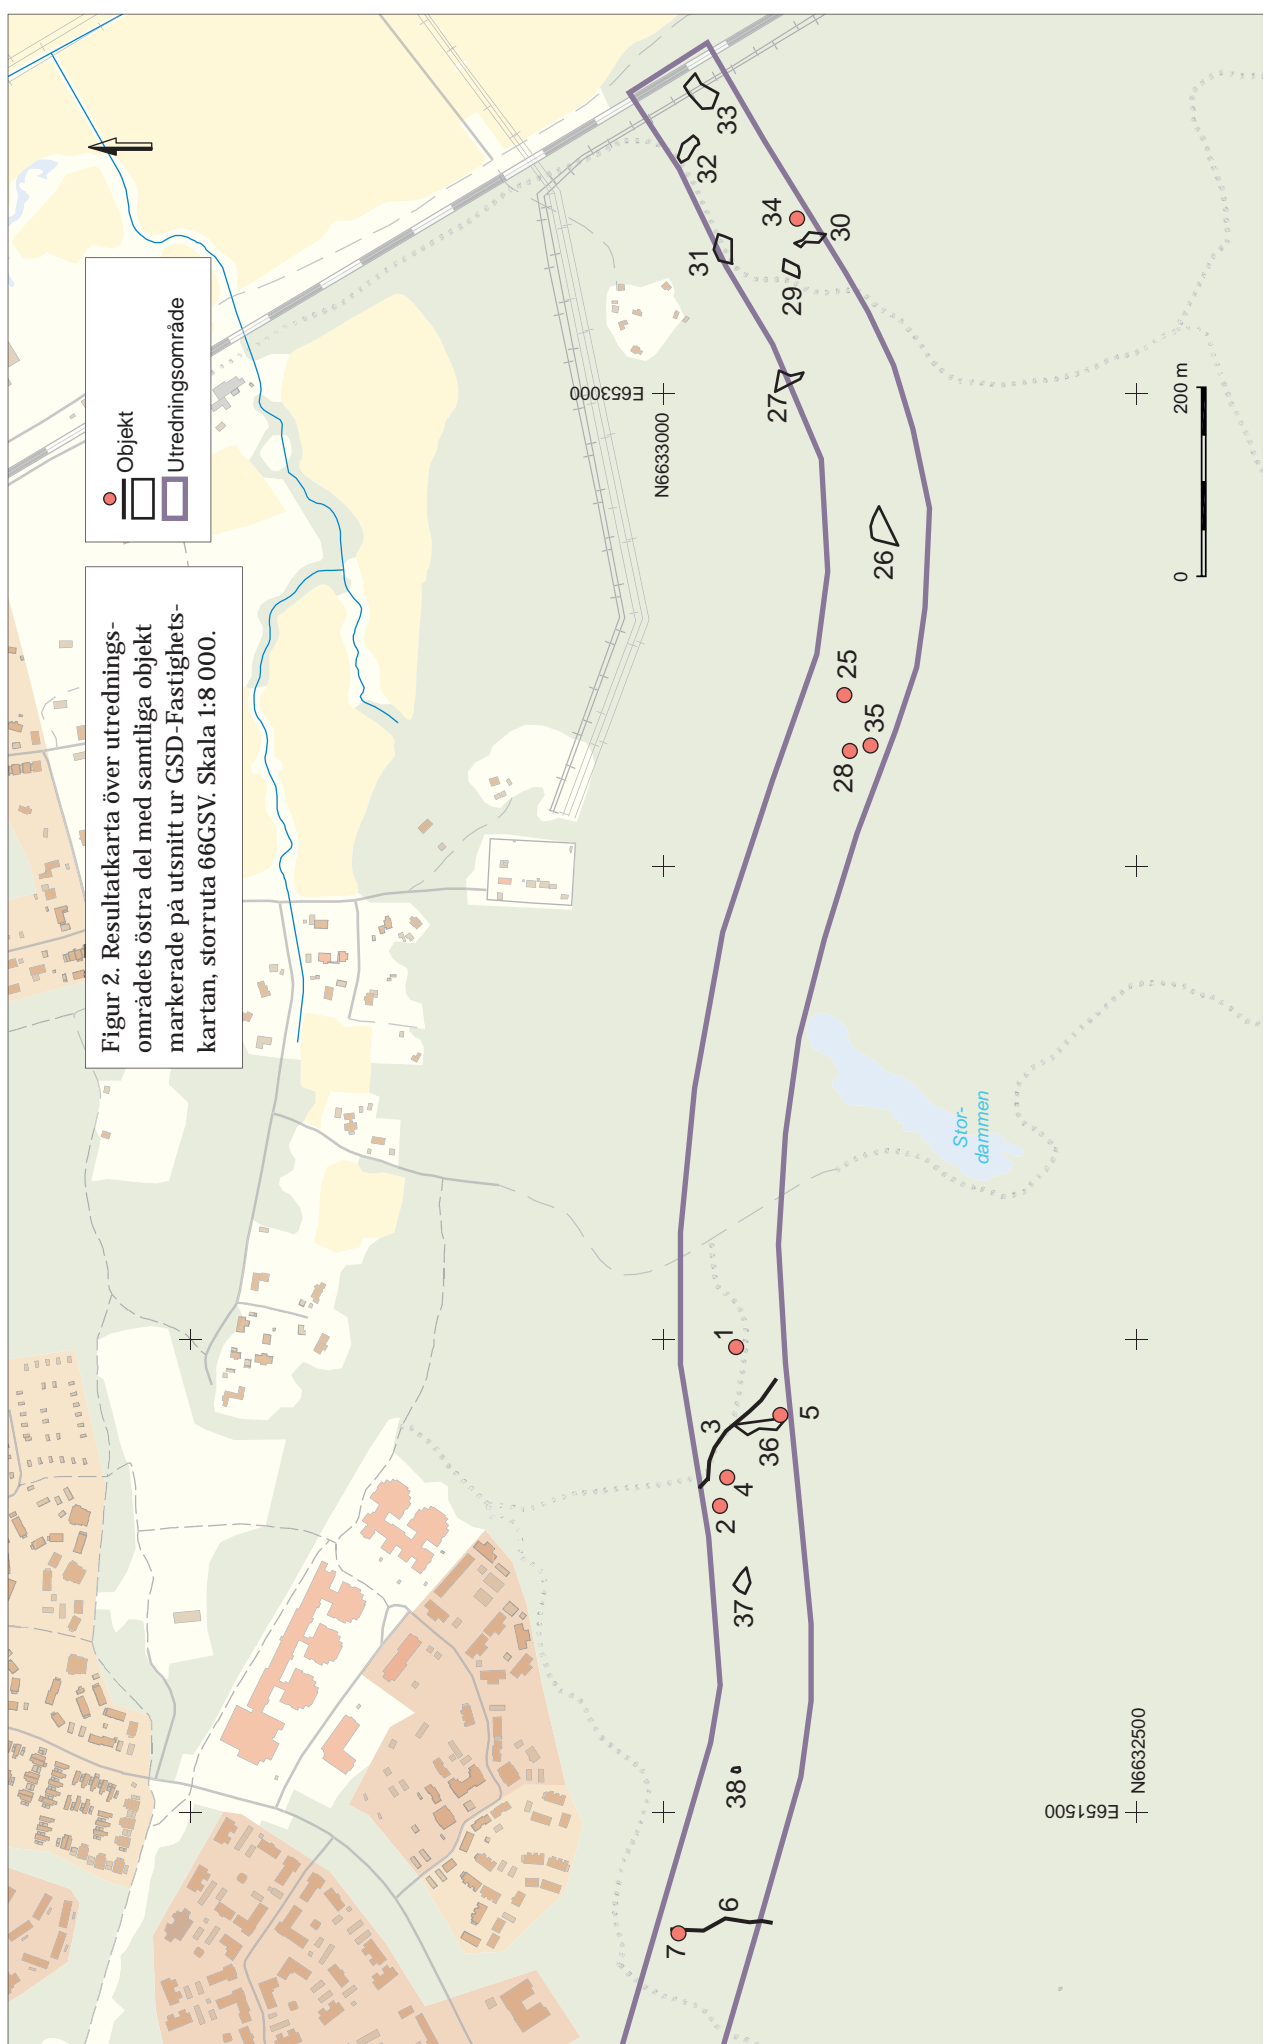 Figur 2. Resultatkarta över utrednings-
områdets östra del med samtliga objekt
markerade på utsnitt ur GSD-Fastighets-
kartan, storruta 66GSV. Skala 1:8 000.
Objekt
Utredningsområde
7
6
38
37
2
4
3
36
5
1
Stor-
dammen
28
35
25
26
27
29
31
30
34
32
33
E653000
N6633000
E651500
N6632500
0
200 m